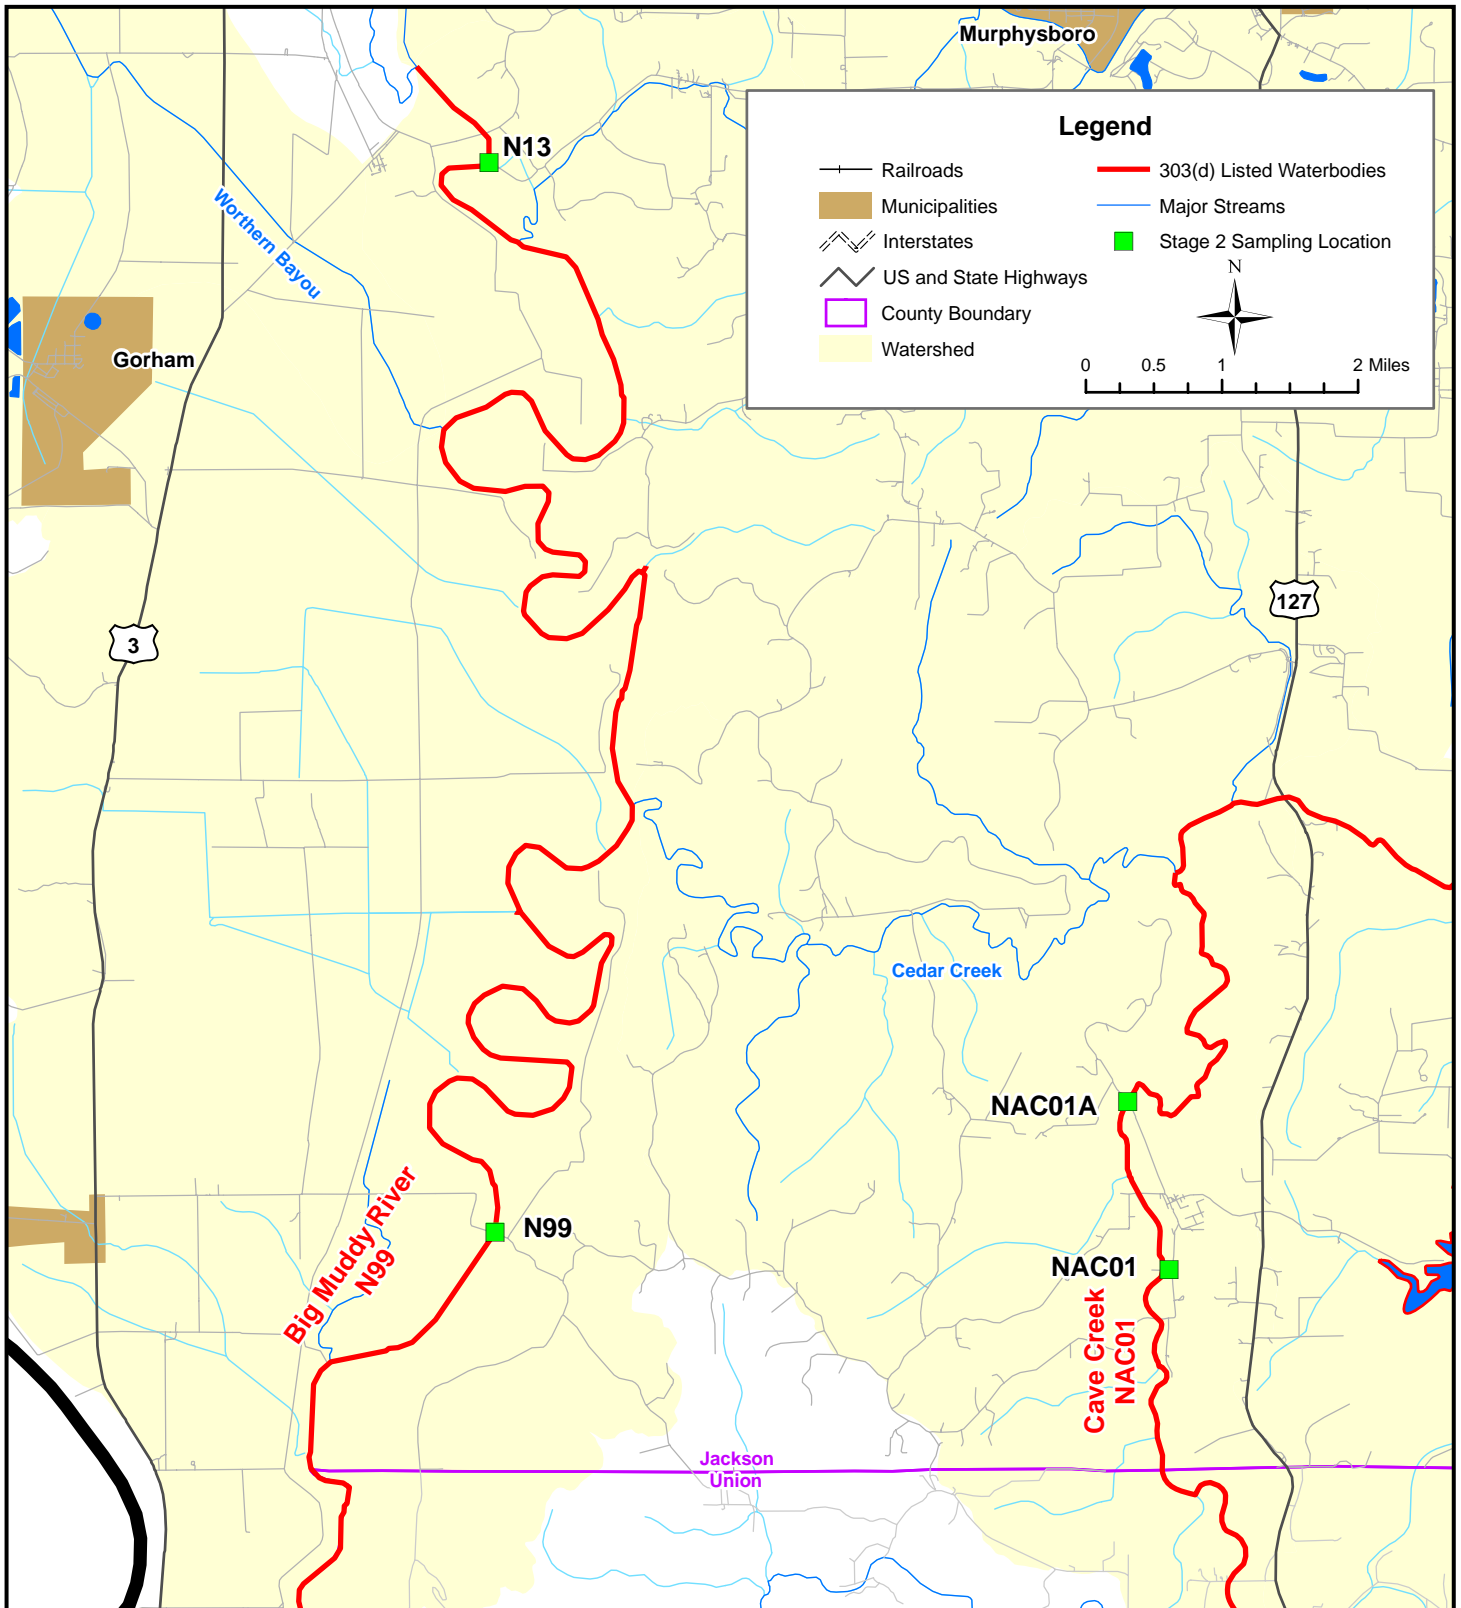 Murphysboro
Legend
Railroads
Municipalities
Interstates
US and State Highways
County Boundary
Watershed
303(d) Listed Waterbodies
Major Streams
Stage 2 Sampling Location
N
0 0.5 1 2 Miles
N13
Worthern Bayou
Gorham
3
127
Cedar Creek
NAC01A
Big Muddy River
N99
N99
NAC01
Cave Creek
NAC01
Jackson
Union